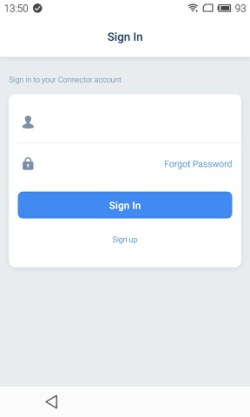 13:50
93
Sign In
Sign in to your Connector account
Forgot Password
Sign In
Sign up